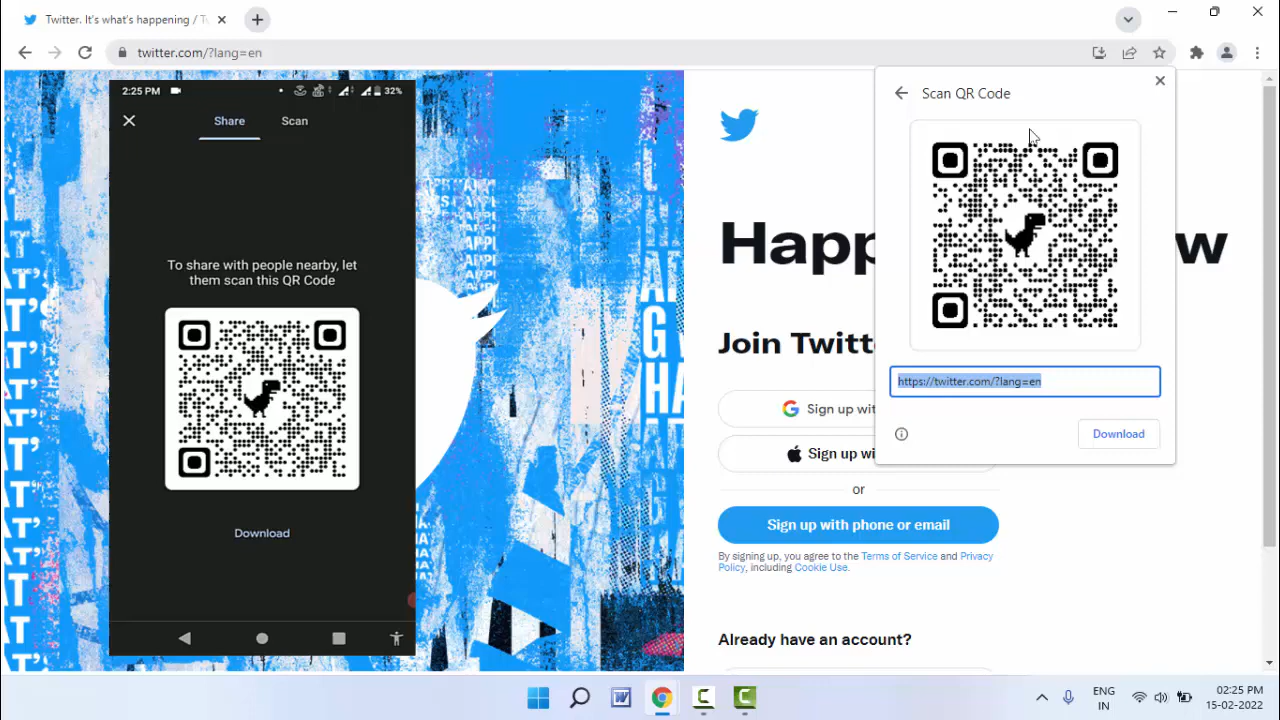 Twitter. It's what's happening / T
twitter.com/?lang=en
2:25 PM
32%
Share
Scan
To share with people nearby, let
them scan this QR Code
Download
Scan QR Code
https://twitter.com/?lang=en
Download
Happ
w
Join Twitt
Sign up with
Sign up wi
or
Sign up with phone or email
By signing up, you agree to the Terms of Service and Privacy
Policy, including Cookie Use.
Already have an account?
ENG
IN
02:25 PM
15-02-2022